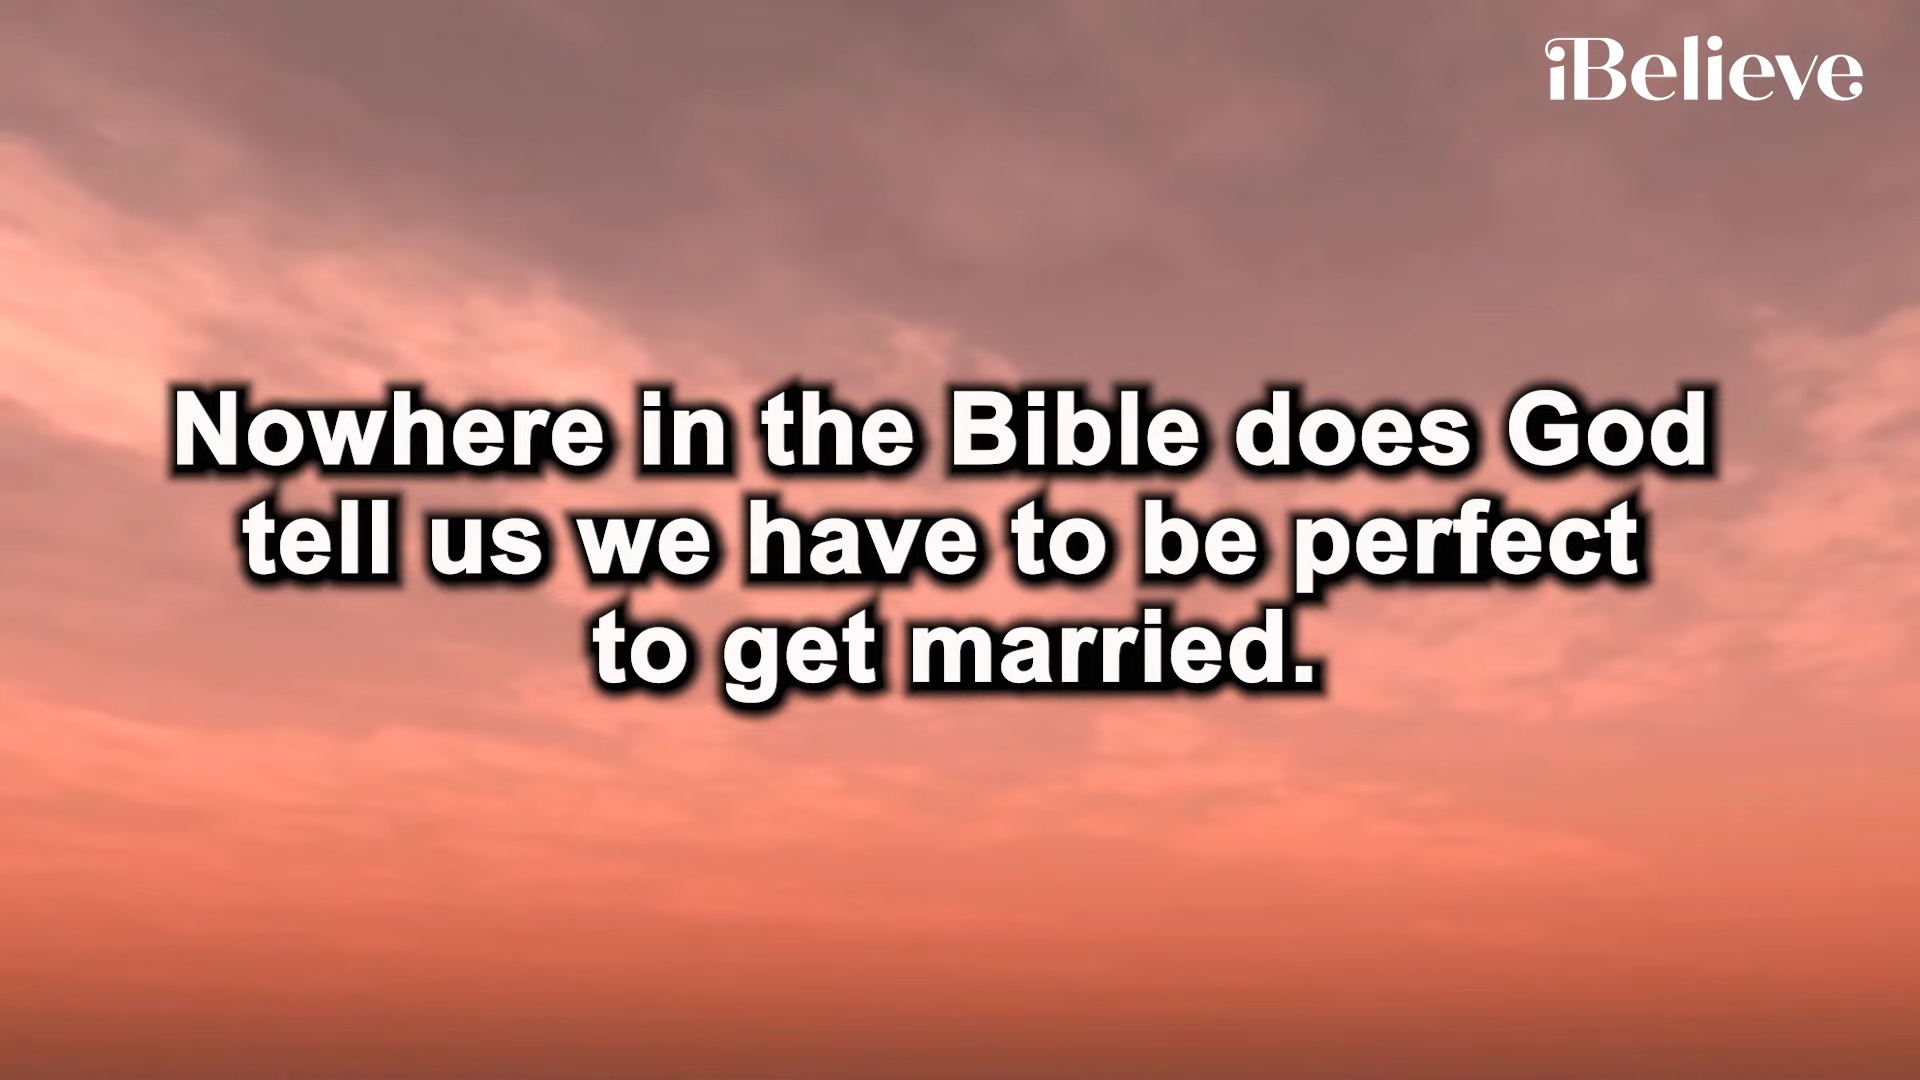 iBelieve
Nowhere in the Bible does God
tell us we have to be perfect
to get married.